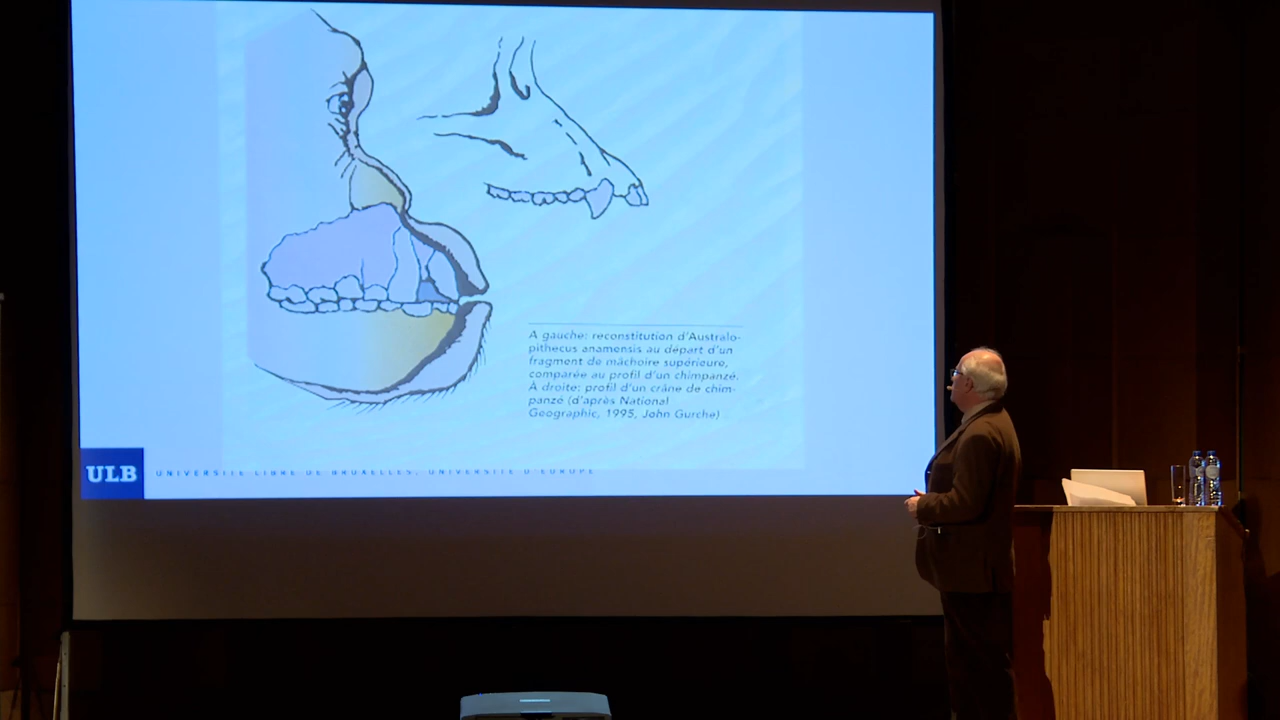 A gauche: reconstitution d'Australo-
pithecus anamensis au départ d'un
fragment de mâchoire supérieure,
comparée au profil d'un chimpanzé.
À droite: profil d'un crâne de chim-
panzé (d'après National
Geographic, 1995, John Gurche)
ULB
UNIVERSITÉ LIBRE DE BRUXELLES, UNIVERSITÉ D'EUROPE